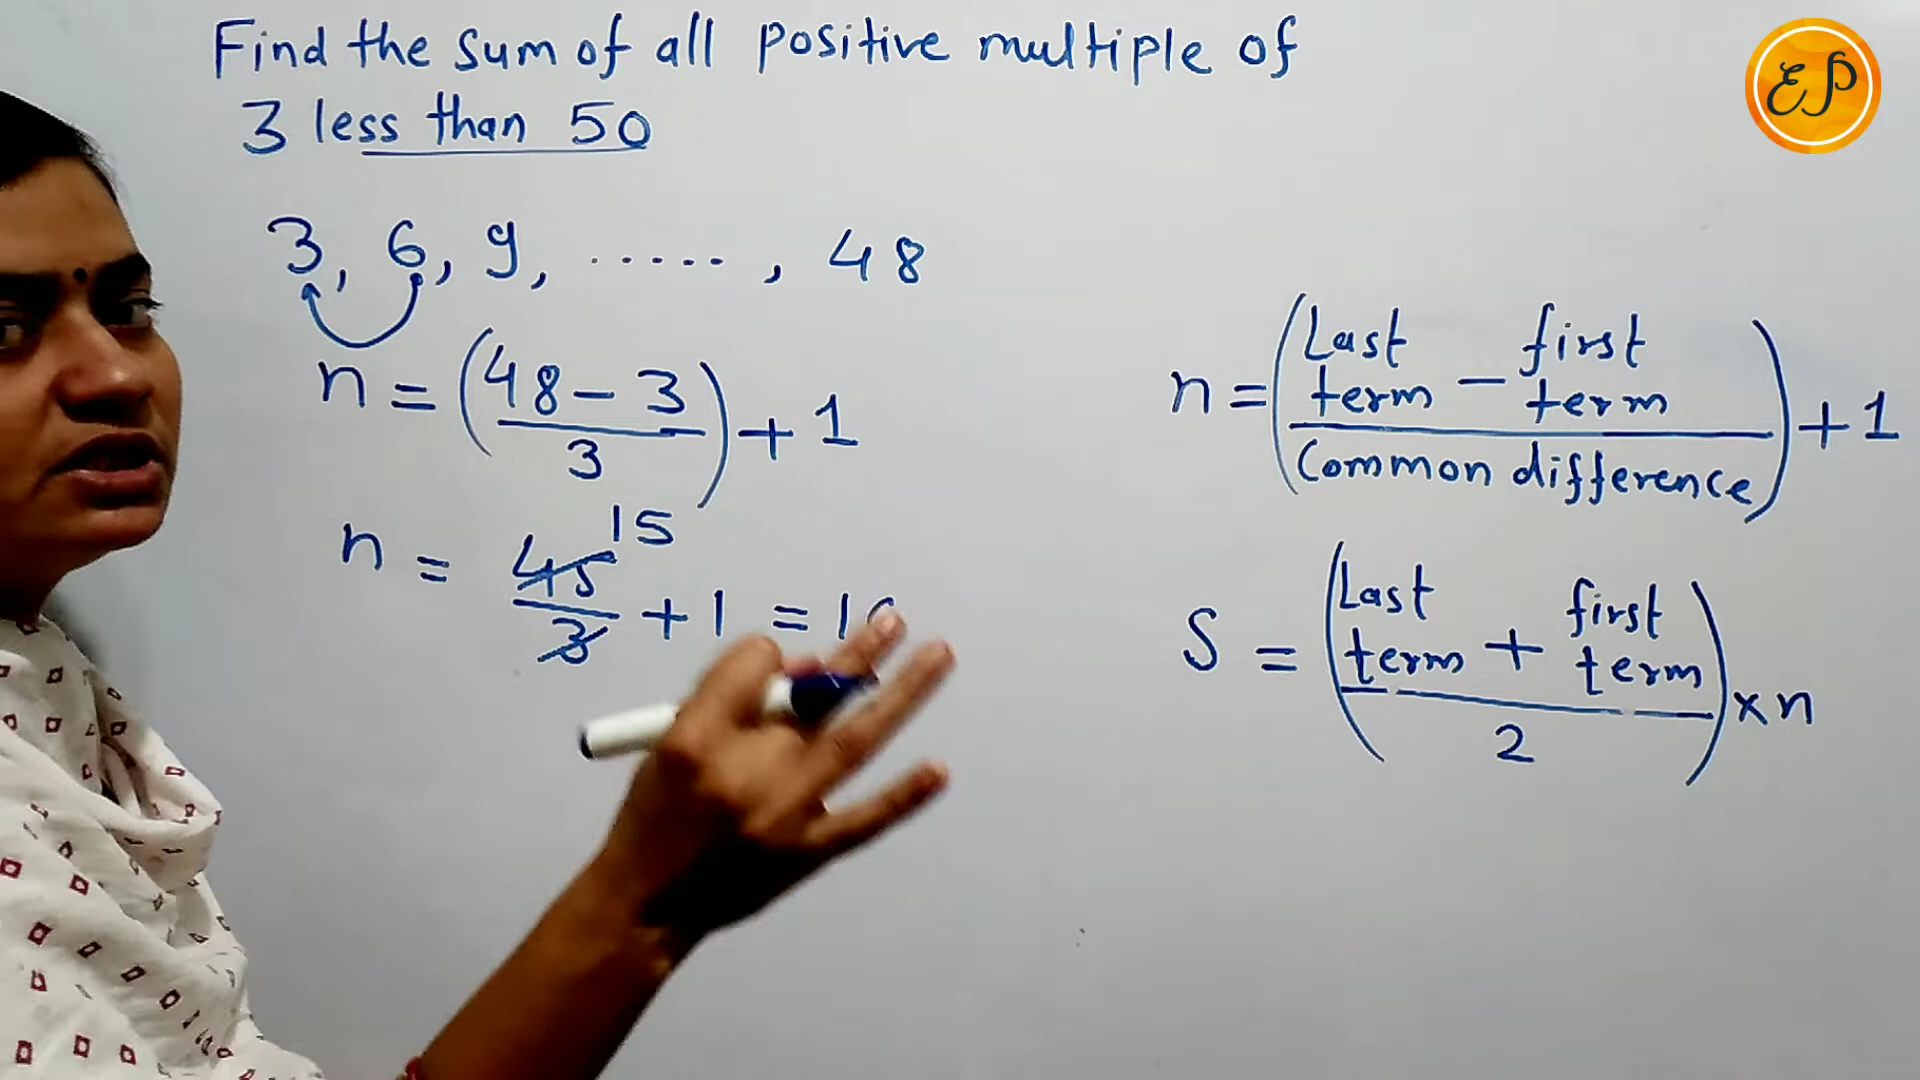 Find the sum of all positive multiple of
3 less than 50
3, 6, 9, ....., 48
n = (48 - 3 / 3) + 1
n = 45 / 3 + 1 = 1
15
n = (Last term - first term / Common difference) + 1
S = (Last term + first term / 2) × n
EP